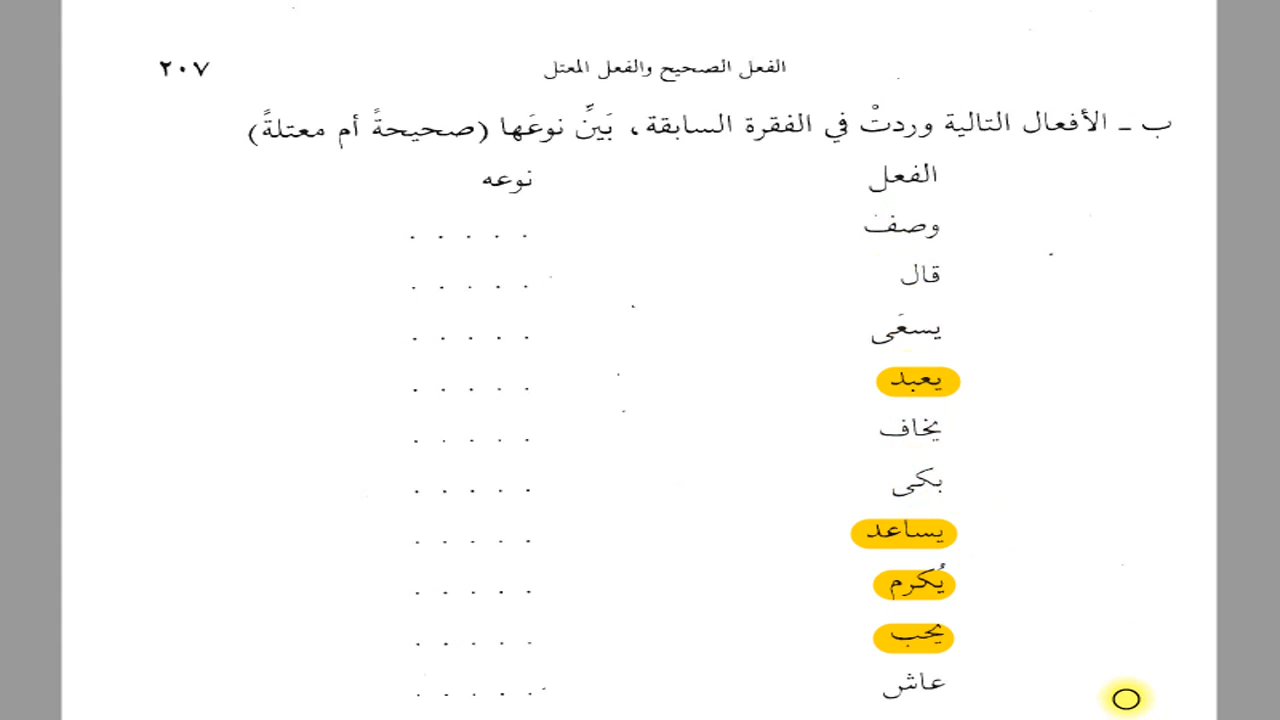 الفعل الصحيح والفعل المعتل ٢٠٧
ب ـ الأفعال التالية وردتْ في الفقرة السابقة، بَيِّنْ نوعَها (صحيحةً أم معتلةً)
الفعل نوعه
وصف . . . . .
قال . . . . .
يسعَى . . . . .
يعبد . . . . .
يخاف . . . . .
بكى . . . . .
يساعد . . . . .
يُكرم . . . . .
يحب . . . . .
عاش . . . . .